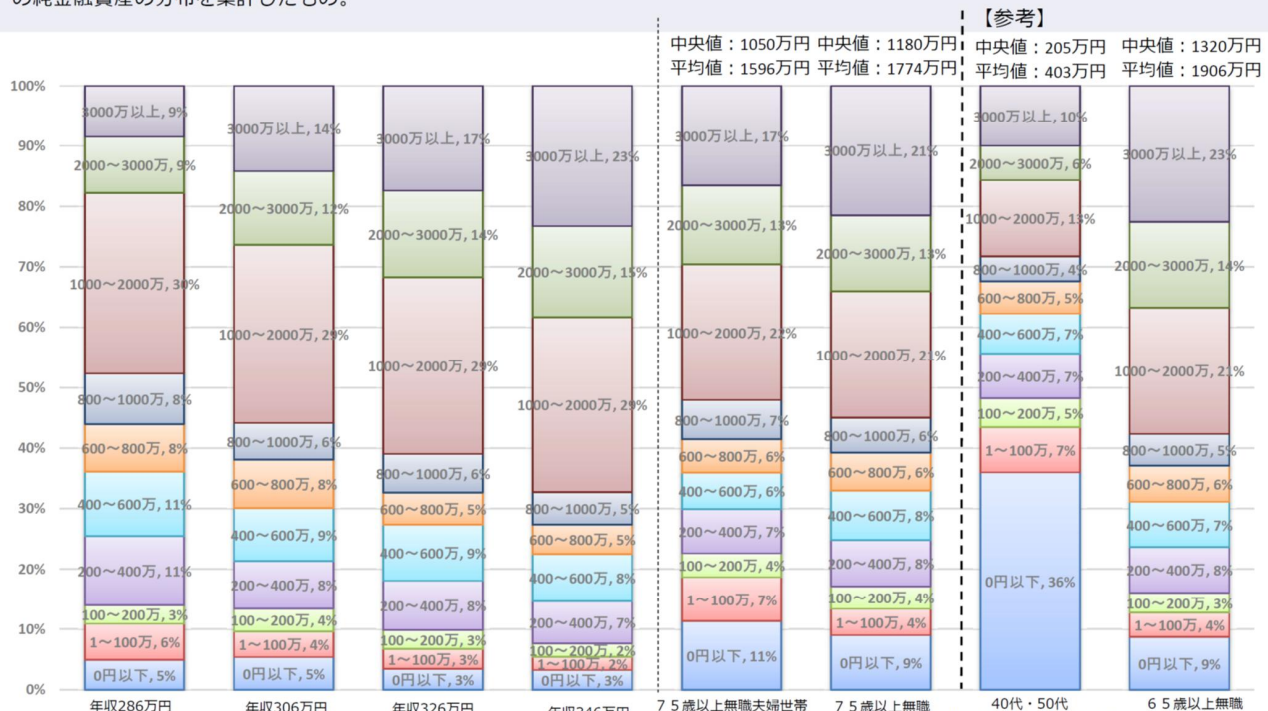 の純金融資産の分布を集計したもの。
【参考】
中央値：1050万円
平均値：1596万円
中央値：1180万円
平均値：1774万円
中央値：205万円
平均値：403万円
中央値：1320万円
平均値：1906万円
100%
90%
80%
70%
60%
50%
40%
30%
20%
10%
0%
3000万以上, 9%
2000～3000万, 9%
1000～2000万, 30%
800～1000万, 8%
600～800万, 8%
400～600万, 11%
200～400万, 11%
100～200万, 3%
1～100万, 6%
0円以下, 5%
年収286万円
3000万以上, 14%
2000～3000万, 12%
1000～2000万, 29%
800～1000万, 6%
600～800万, 8%
400～600万, 9%
200～400万, 8%
100～200万, 4%
1～100万, 4%
0円以下, 5%
年収306万円
3000万以上, 17%
2000～3000万, 14%
1000～2000万, 29%
800～1000万, 6%
600～800万, 5%
400～600万, 9%
200～400万, 8%
100～200万, 3%
1～100万, 3%
0円以下, 3%
年収326万円
3000万以上, 23%
2000～3000万, 15%
1000～2000万, 29%
800～1000万, 5%
600～800万, 5%
400～600万, 8%
200～400万, 7%
100～200万, 2%
1～100万, 2%
0円以下, 3%
年収346万円
3000万以上, 17%
2000～3000万, 13%
1000～2000万, 22%
800～1000万, 7%
600～800万, 6%
400～600万, 6%
200～400万, 7%
100～200万, 4%
1～100万, 7%
0円以下, 11%
７５歳以上無職夫婦世帯
3000万以上, 21%
2000～3000万, 13%
1000～2000万, 21%
800～1000万, 6%
600～800万, 6%
400～600万, 8%
200～400万, 8%
100～200万, 4%
1～100万, 4%
0円以下, 9%
７５歳以上無職
3000万以上, 10%
2000～3000万, 6%
1000～2000万, 13%
800～1000万, 4%
600～800万, 5%
400～600万, 7%
200～400万, 7%
100～200万, 5%
1～100万, 7%
0円以下, 36%
40代・50代
3000万以上, 23%
2000～3000万, 14%
1000～2000万, 21%
800～1000万, 5%
600～800万, 6%
400～600万, 7%
200～400万, 8%
100～200万, 3%
1～100万, 4%
0円以下, 9%
６５歳以上無職